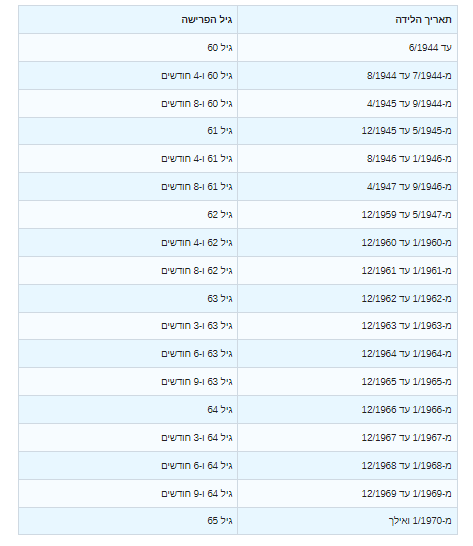 תאריך הלידה גיל הפרישה
עד 6/1944 גיל 60
מ-7/1944 עד 8/1944 גיל 60 ו-4 חודשים
מ-9/1944 עד 4/1945 גיל 60 ו-8 חודשים
מ-5/1945 עד 12/1945 גיל 61
מ-1/1946 עד 8/1946 גיל 61 ו-4 חודשים
מ-9/1946 עד 4/1947 גיל 61 ו-8 חודשים
מ-5/1947 עד 12/1959 גיל 62
מ-1/1960 עד 12/1960 גיל 62 ו-4 חודשים
מ-1/1961 עד 12/1961 גיל 62 ו-8 חודשים
מ-1/1962 עד 12/1962 גיל 63
מ-1/1963 עד 12/1963 גיל 63 ו-3 חודשים
מ-1/1964 עד 12/1964 גיל 63 ו-6 חודשים
מ-1/1965 עד 12/1965 גיל 63 ו-9 חודשים
מ-1/1966 עד 12/1966 גיל 64
מ-1/1967 עד 12/1967 גיל 64 ו-3 חודשים
מ-1/1968 עד 12/1968 גיל 64 ו-6 חודשים
מ-1/1969 עד 12/1969 גיל 64 ו-9 חודשים
מ-1/1970 ואילך גיל 65